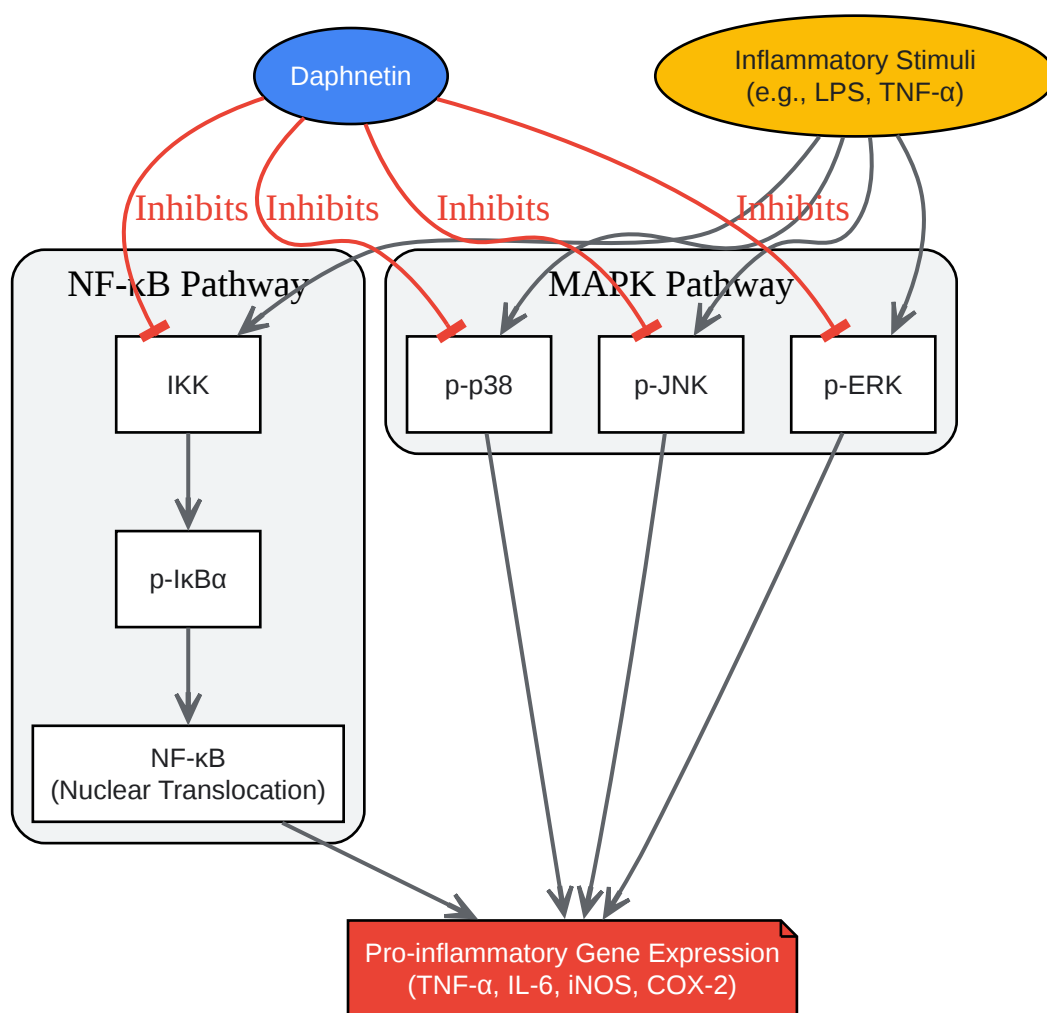 Daphnetin
Inflammatory Stimuli
(e.g., LPS, TNF-α)
Inhibits
Inhibits
Inhibits
Inhibits
NF-κB Pathway
MAPK Pathway
IKK
p-p38
p-JNK
p-ERK
p-IκBα
NF-κB
(Nuclear Translocation)
Pro-inflammatory Gene Expression
(TNF-α, IL-6, iNOS, COX-2)